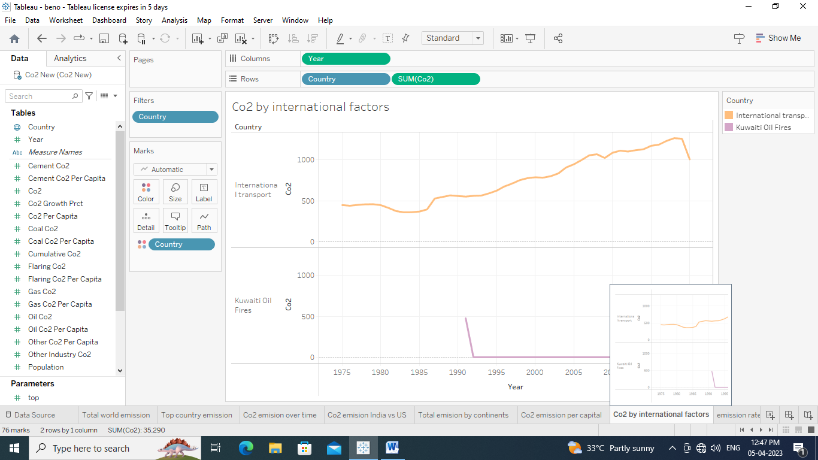 Tableau - beno - Tableau license expires in 5 days
File Data Worksheet Dashboard Story Analysis Map Format Server Window Help
Standard
Show Me
Data Analytics
Co2 New (Co2 New)
Search
Tables
Country
Year
Abc Measure Names
Cement Co2
Cement Co2 Per Capita
Co2
Co2 Growth Prct
Co2 Per Capita
Coal Co2
Coal Co2 Per Capita
Cumulative Co2
Flaring Co2
Flaring Co2 Per Capita
Gas Co2
Gas Co2 Per Capita
Oil Co2
Oil Co2 Per Capita
Other Co2 Per Capita
Other Industry Co2
Population
Parameters
top
Pages
Filters
Country
Marks
Automatic
Color Size Label
Detail Tooltip Path
Country
Columns Year
Rows Country SUM(Co2)
Co2 by international factors
Country
Internationa
l transport
Co2
1000
500
0
Kuwaiti Oil
Fires
Co2
1000
500
0
1975 1980 1985 1990 1995 2000 2005
Year
Country
International transp..
Kuwaiti Oil Fires
Data Source Total world emission Top country emission Co2 emision over time Co2 emision India vs US Total emision by continents Co2 emission per capital Co2 by international factors emission rate
76 marks 2 rows by 1 column SUM(Co2): 35,290
Type here to search
33°C Partly sunny
ENG
12:47 PM
05-04-2023